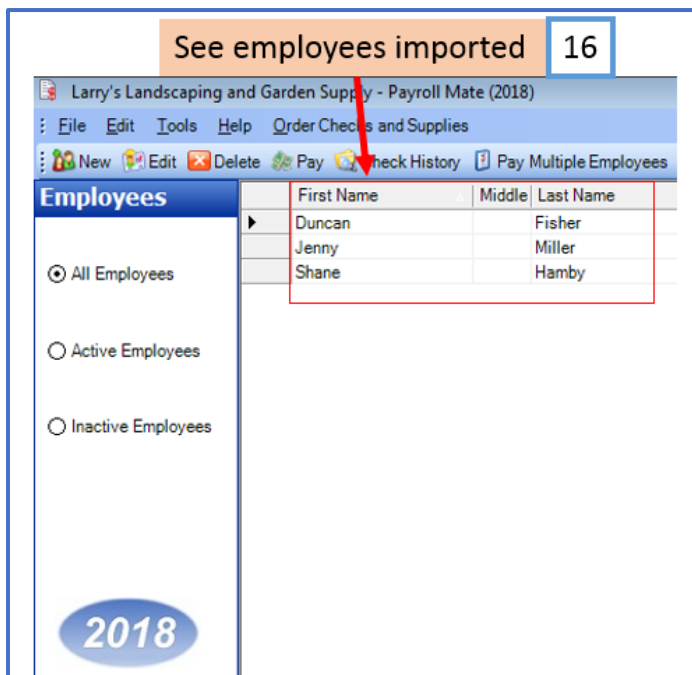 See employees imported 16
Larry's Landscaping and Garden Supply - Payroll Mate (2018)
File Edit Tools Help Order Checks and Supplies
New Edit Delete Pay Check History Pay Multiple Employees
Employees
First Name Middle Last Name
Duncan Fisher
Jenny Miller
Shane Hamby
All Employees
Active Employees
Inactive Employees
2018